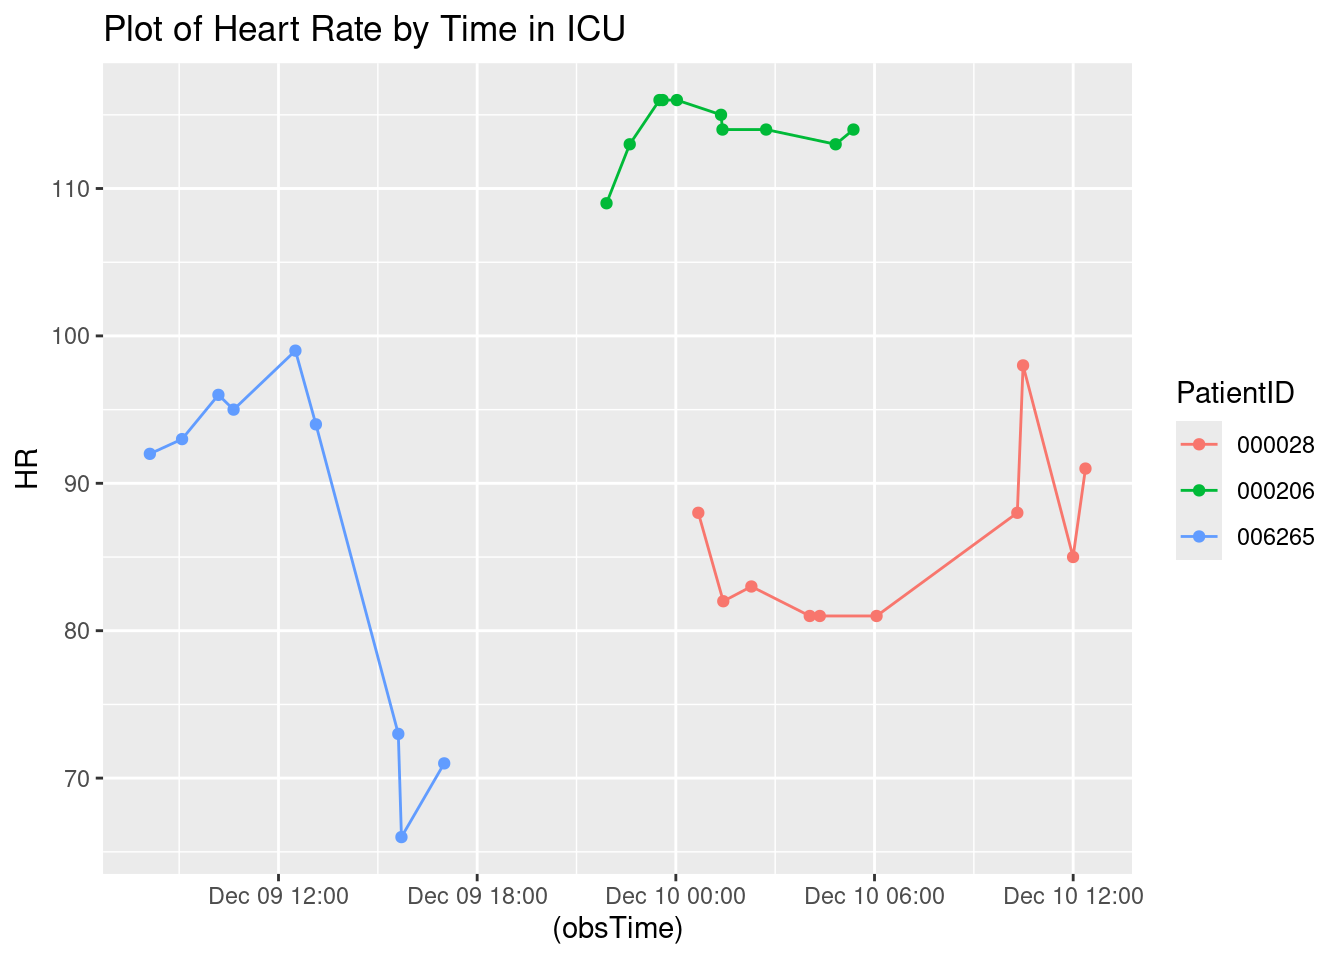 Plot of Heart Rate by Time in ICU
HR
110
100
90
80
70
Dec 09 12:00
Dec 09 18:00
Dec 10 00:00
Dec 10 06:00
Dec 10 12:00
(obsTime)
PatientID
000028
000206
006265